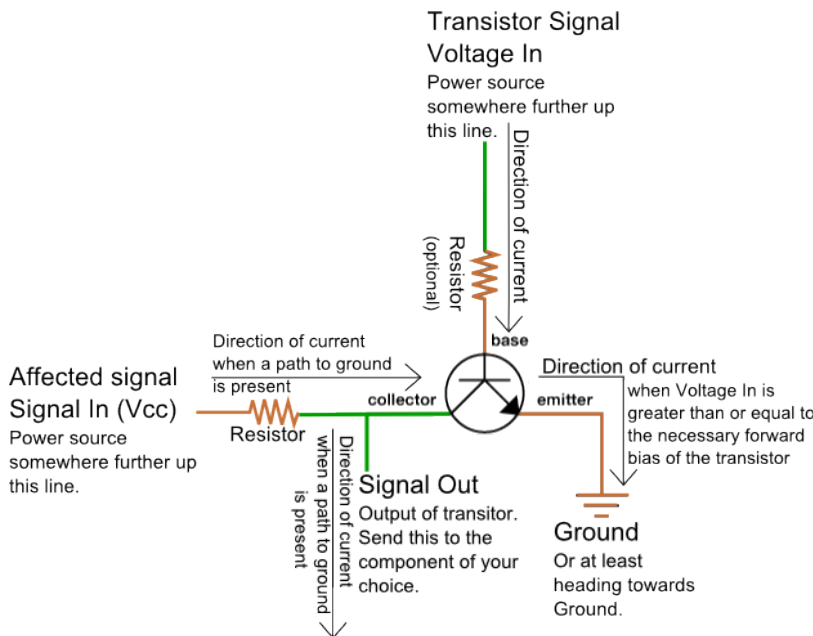 Transistor Signal
Voltage In
Power source
somewhere further up
this line.
Direction of current
Resistor
(optional)
base
Direction of current
when a path to ground
is present
Affected signal
Signal In (Vcc)
Power source
somewhere further up
this line.
Resistor
collector
emitter
Direction of current
when Voltage In is
greater than or equal to
the necessary forward
bias of the transistor
Direction of current
when a path to ground
is present
Signal Out
Output of transitor.
Send this to the
component of your
choice.
Ground
Or at least
heading towards
Ground.